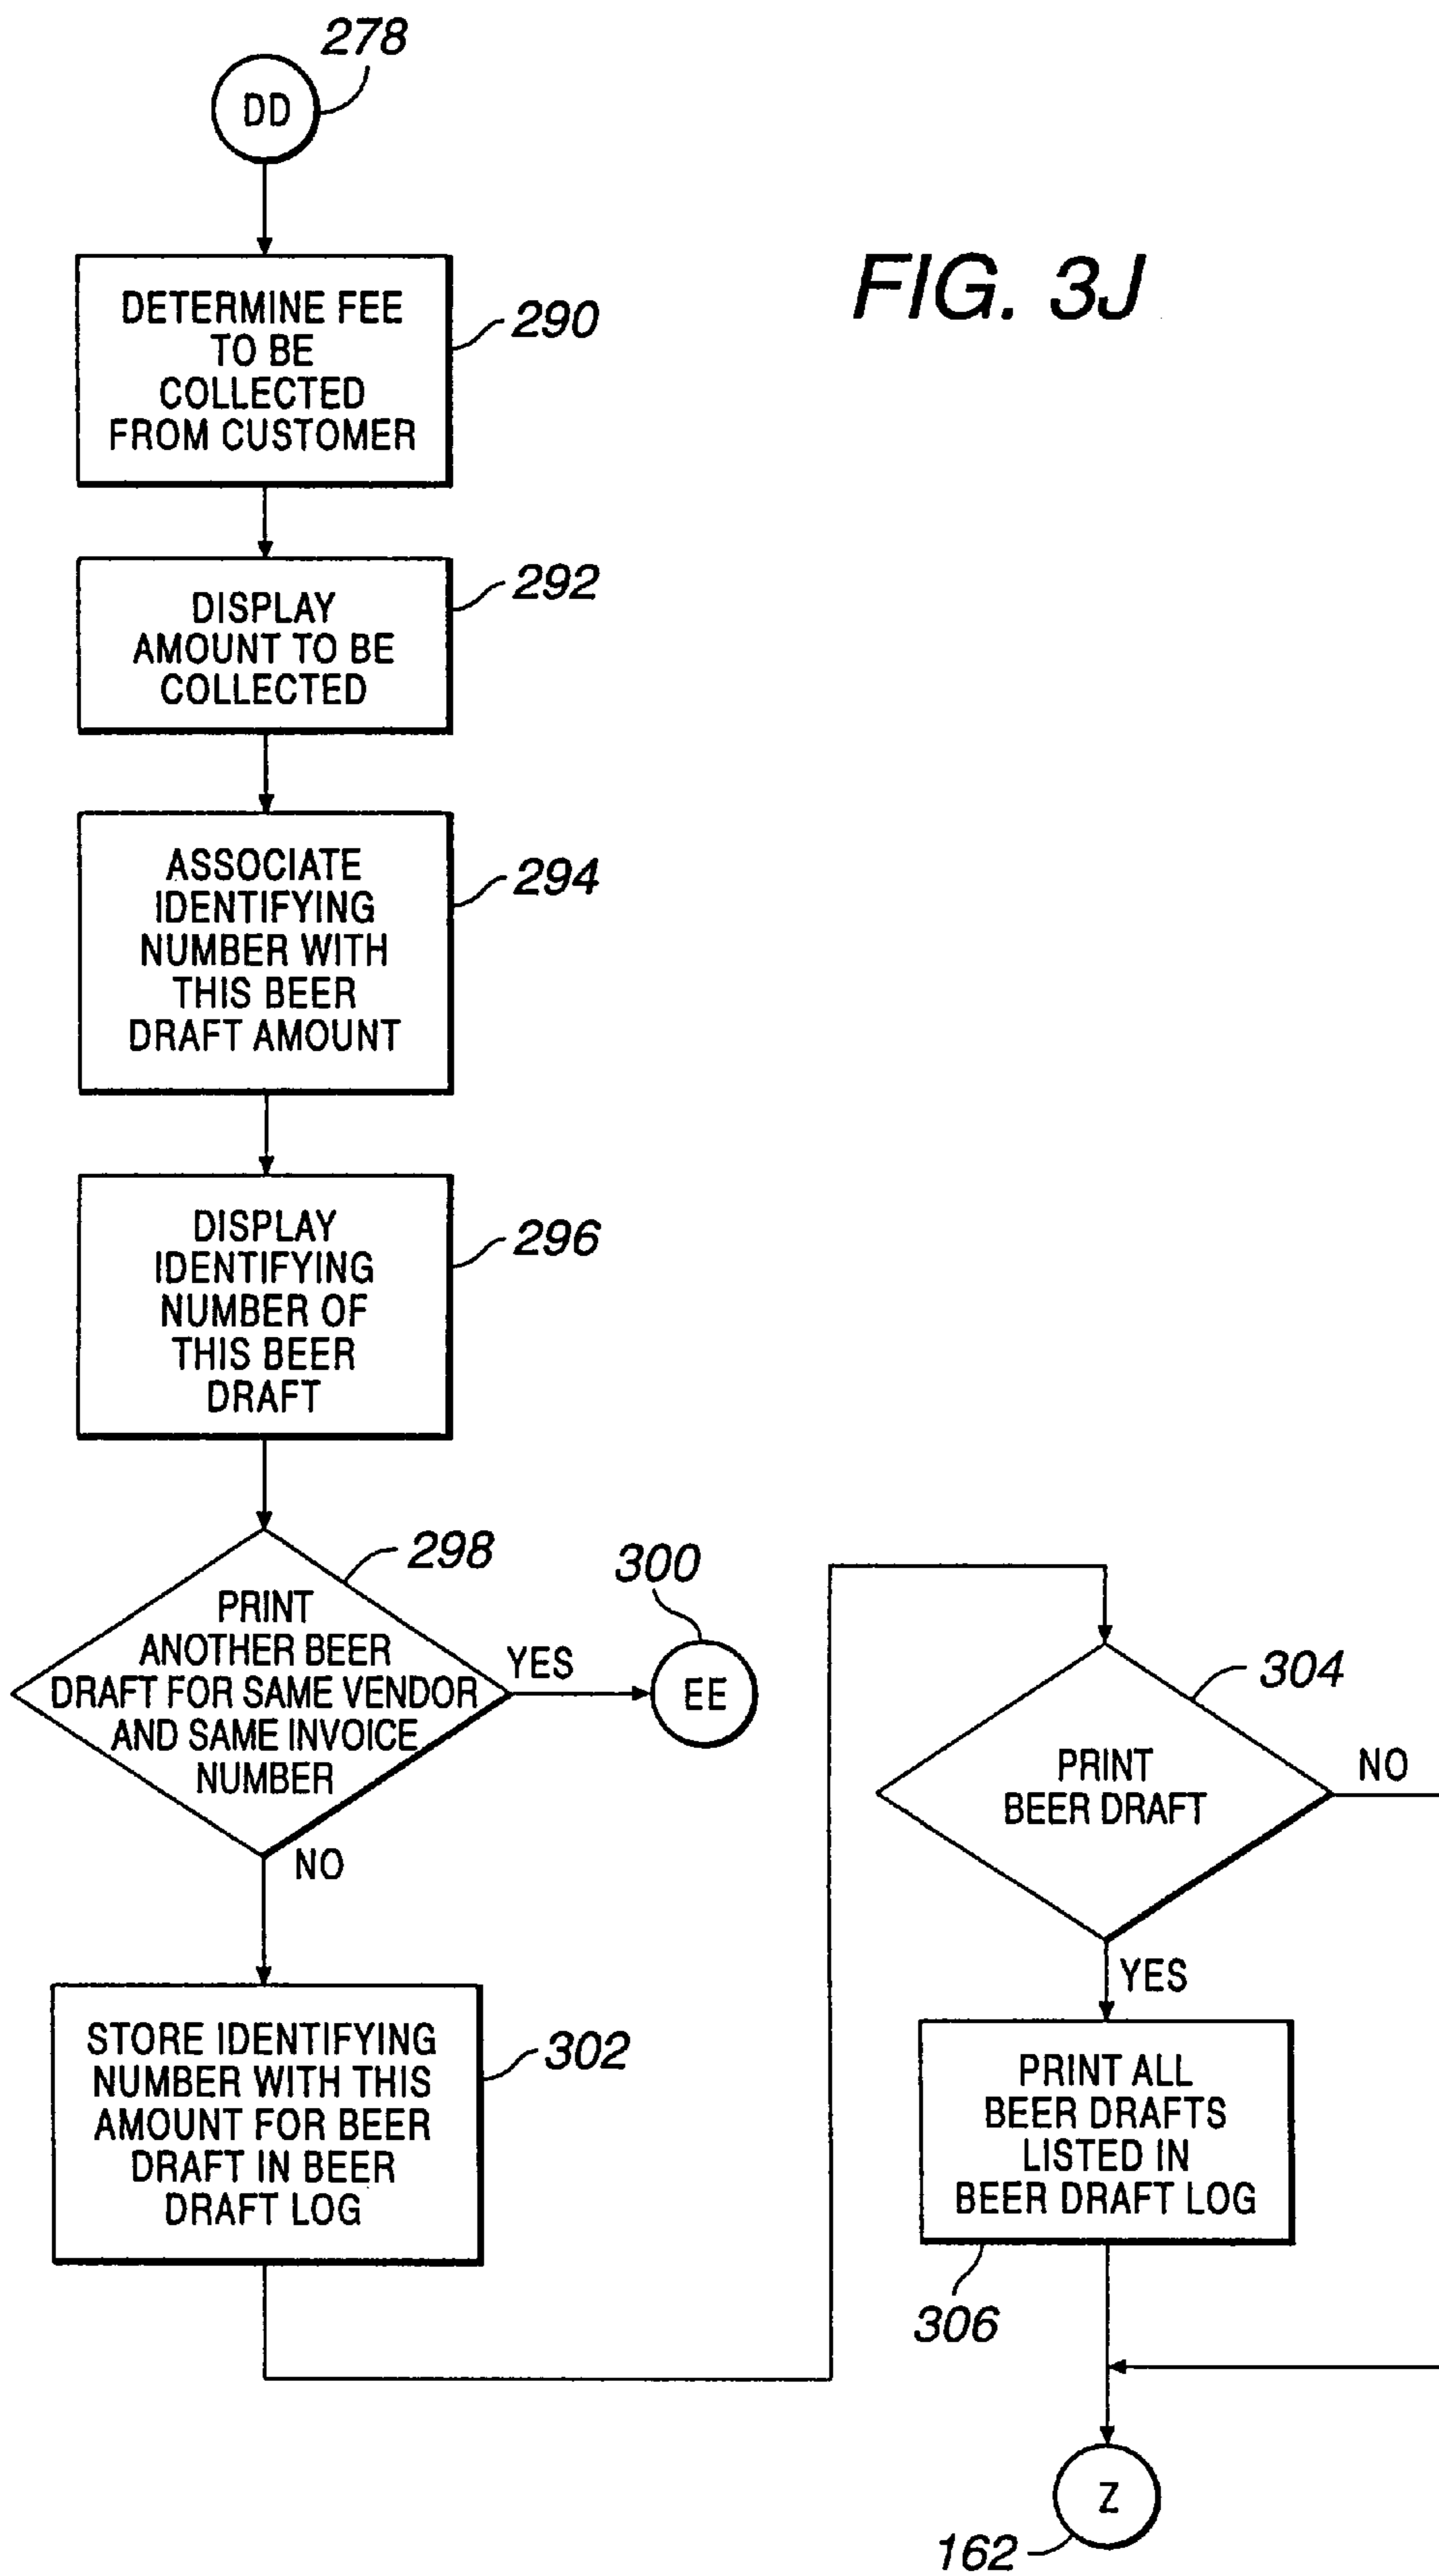 278
DD
FIG. 3J
DETERMINE FEE
TO BE
COLLECTED
FROM CUSTOMER
290
DISPLAY
AMOUNT TO BE
COLLECTED
292
ASSOCIATE
IDENTIFYING
NUMBER WITH
THIS BEER
DRAFT AMOUNT
294
DISPLAY
IDENTIFYING
NUMBER OF
THIS BEER
DRAFT
296
PRINT
ANOTHER BEER
DRAFT FOR SAME VENDOR
AND SAME INVOICE
NUMBER
298
YES
300
EE
NO
STORE IDENTIFYING
NUMBER WITH THIS
AMOUNT FOR BEER
DRAFT IN BEER
DRAFT LOG
302
PRINT
BEER DRAFT
304
NO
YES
PRINT ALL
BEER DRAFTS
LISTED IN
BEER DRAFT LOG
306
Z
162